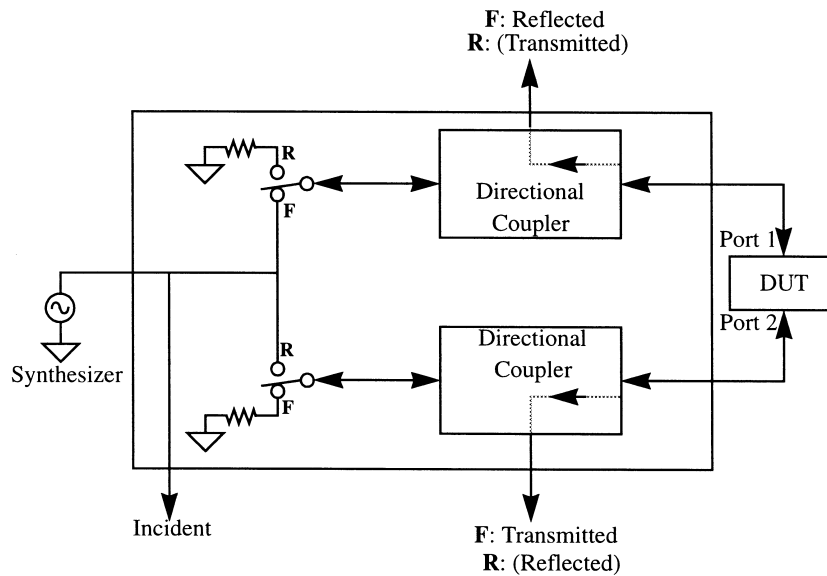 F: Reflected
R: (Transmitted)
R
F
Directional
Coupler
Port 1
DUT
Port 2
Synthesizer
R
F
Directional
Coupler
Incident
F: Transmitted
R: (Reflected)